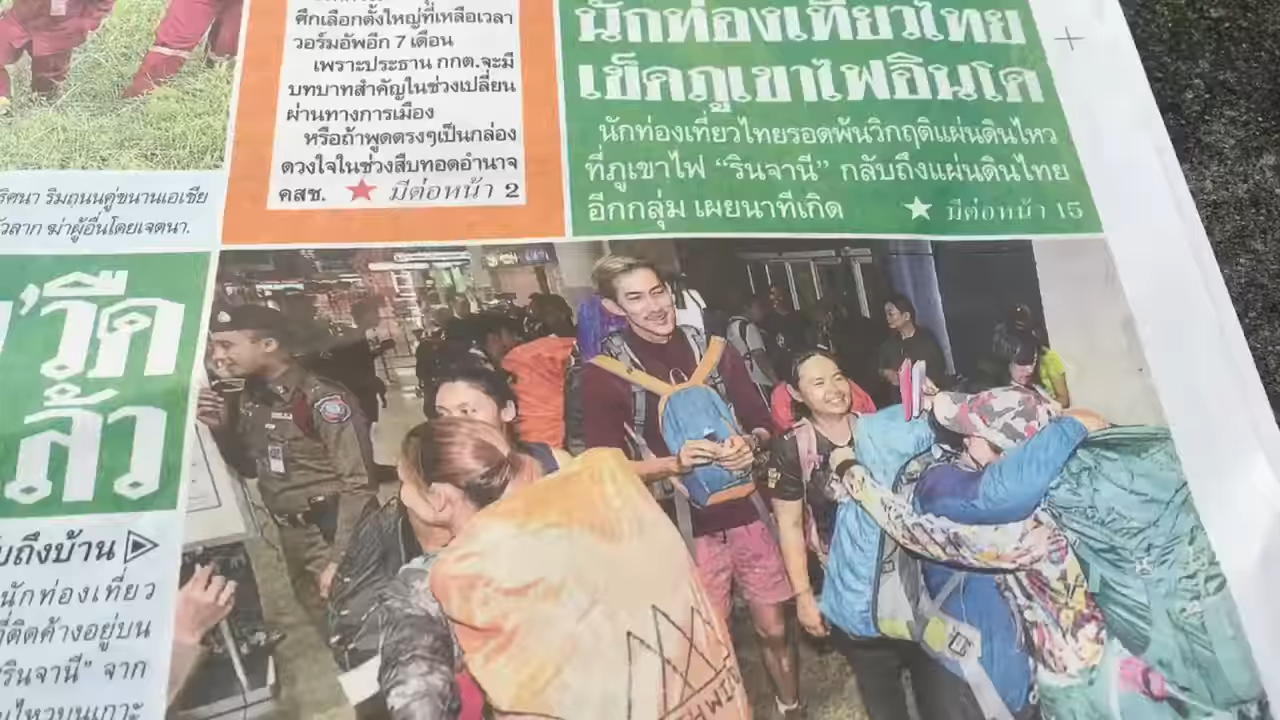 ศึกเลือกตั้งใหญ่ที่เหลือเวลา
วอร์มอัพอีก 7 เดือน
เพราะประธาน กกต.จะมี
บทบาทสำคัญในช่วงเปลี่ยน
ผ่านทางการเมือง
หรือถ้าพูดตรงๆเป็นกล่อง
ดวงใจในช่วงสืบทอดอำนาจ
คสช. ★ มีต่อหน้า 2
นักท่องเที่ยวไทย
เข็ดภูเขาไฟอินโด
นักท่องเที่ยวไทยรอดพ้นวิกฤติแผ่นดินไหว
ที่ภูเขาไฟ “รินจานี” กลับถึงแผ่นดินไทย
อีกกลุ่ม เผยนาทีเกิด ★ มีต่อหน้า 15
ริมถนนคู่ขนานเอเชีย
ฆ่าผู้อื่นโดยเจตนา.
วืด
แล้ว
ถึงบ้าน
นักท่องเที่ยว
ที่ติดค้างอยู่บน
“รินจานี” จาก
ไหวบนเกาะ